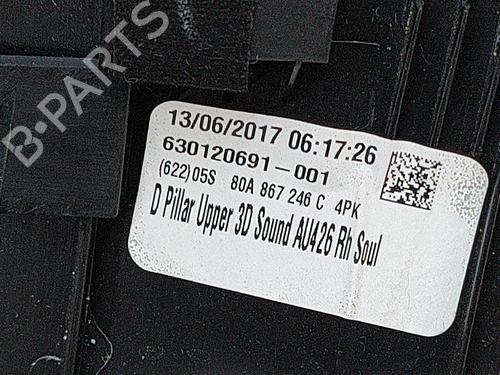 B-PARTS
13/06/2017 06:17:26
630120691-001
(622)05S 80A 867 246 C 4PK
D Pillar Upper 3D Sound AU426 Rh Soul